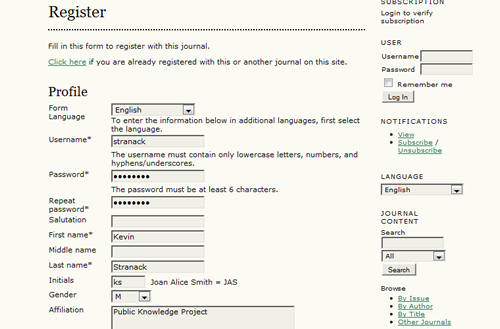 Register
Fill in this form to register with this journal.
Click here if you are already registered with this or another journal on this site.
Profile
Form Language English
To enter the information below in additional languages, first select the language.
Username* stranack
The username must contain only lowercase letters, numbers, and hyphens/underscores.
Password* ••••••••
The password must be at least 6 characters.
Repeat password* ••••••••
Salutation
First name* Kevin
Middle name
Last name* Stranack
Initials ks Joan Alice Smith = JAS
Gender M
Affiliation Public Knowledge Project
SUBSCRIPTION
Login to verify
subscription
USER
Username
Password
Remember me
Log In
NOTIFICATIONS
View
Subscribe /
Unsubscribe
LANGUAGE
English
JOURNAL
CONTENT
Search
All
Search
Browse
By Issue
By Author
By Title
Other Journals